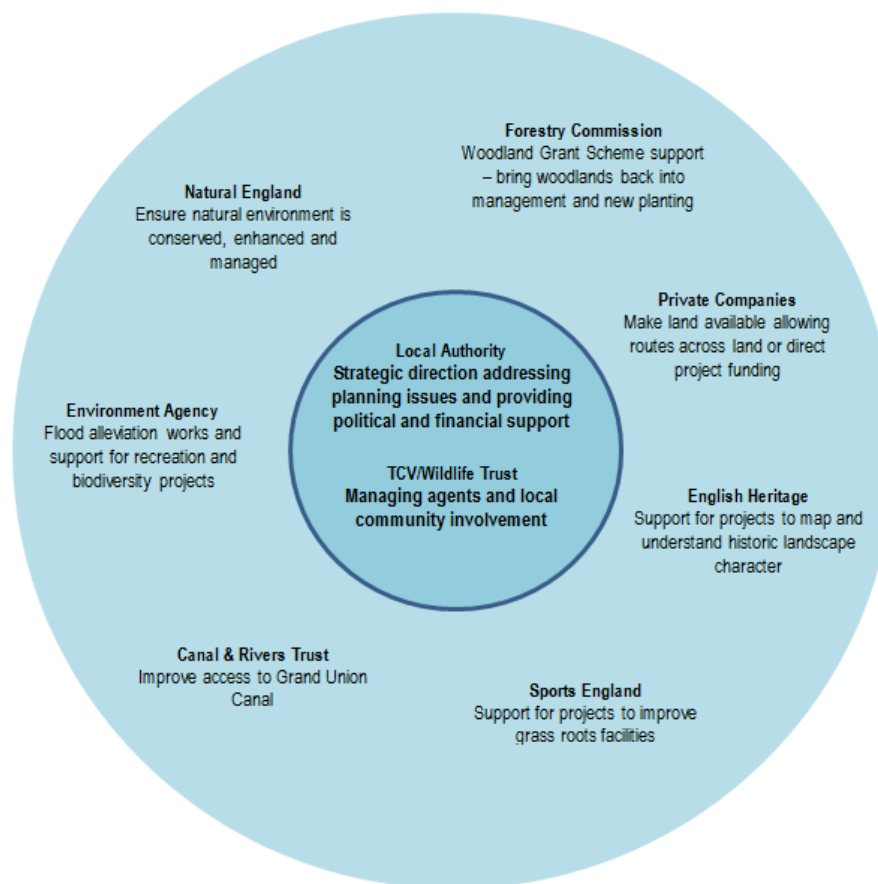 Forestry Commission
Woodland Grant Scheme support
– bring woodlands back into
management and new planting
Natural England
Ensure natural environment is
conserved, enhanced and
managed
Private Companies
Make land available allowing
routes across land or direct
project funding
Local Authority
Strategic direction addressing
planning issues and providing
political and financial support
TCV/Wildlife Trust
Managing agents and local
community involvement
Environment Agency
Flood alleviation works and
support for recreation and
biodiversity projects
English Heritage
Support for projects to map and
understand historic landscape
character
Canal & Rivers Trust
Improve access to Grand Union
Canal
Sports England
Support for projects to improve
grass roots facilities